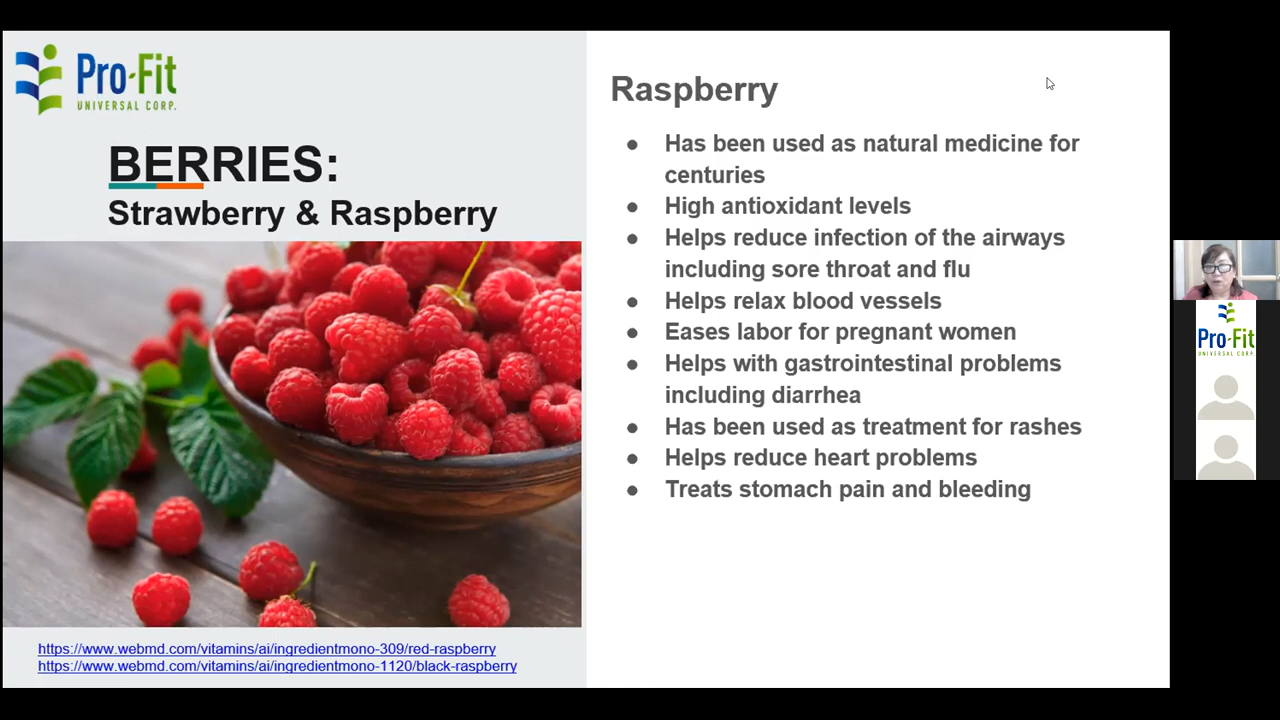 Pro-Fit
UNIVERSAL CORP.
BERRIES:
Strawberry & Raspberry
https://www.webmd.com/vitamins/ai/ingredientmono-309/red-raspberry
https://www.webmd.com/vitamins/ai/ingredientmono-1120/black-raspberry
Raspberry
● Has been used as natural medicine for
centuries
● High antioxidant levels
● Helps reduce infection of the airways
including sore throat and flu
● Helps relax blood vessels
● Eases labor for pregnant women
● Helps with gastrointestinal problems
including diarrhea
● Has been used as treatment for rashes
● Helps reduce heart problems
● Treats stomach pain and bleeding
Pro-Fit
UNIVERSAL CORP.